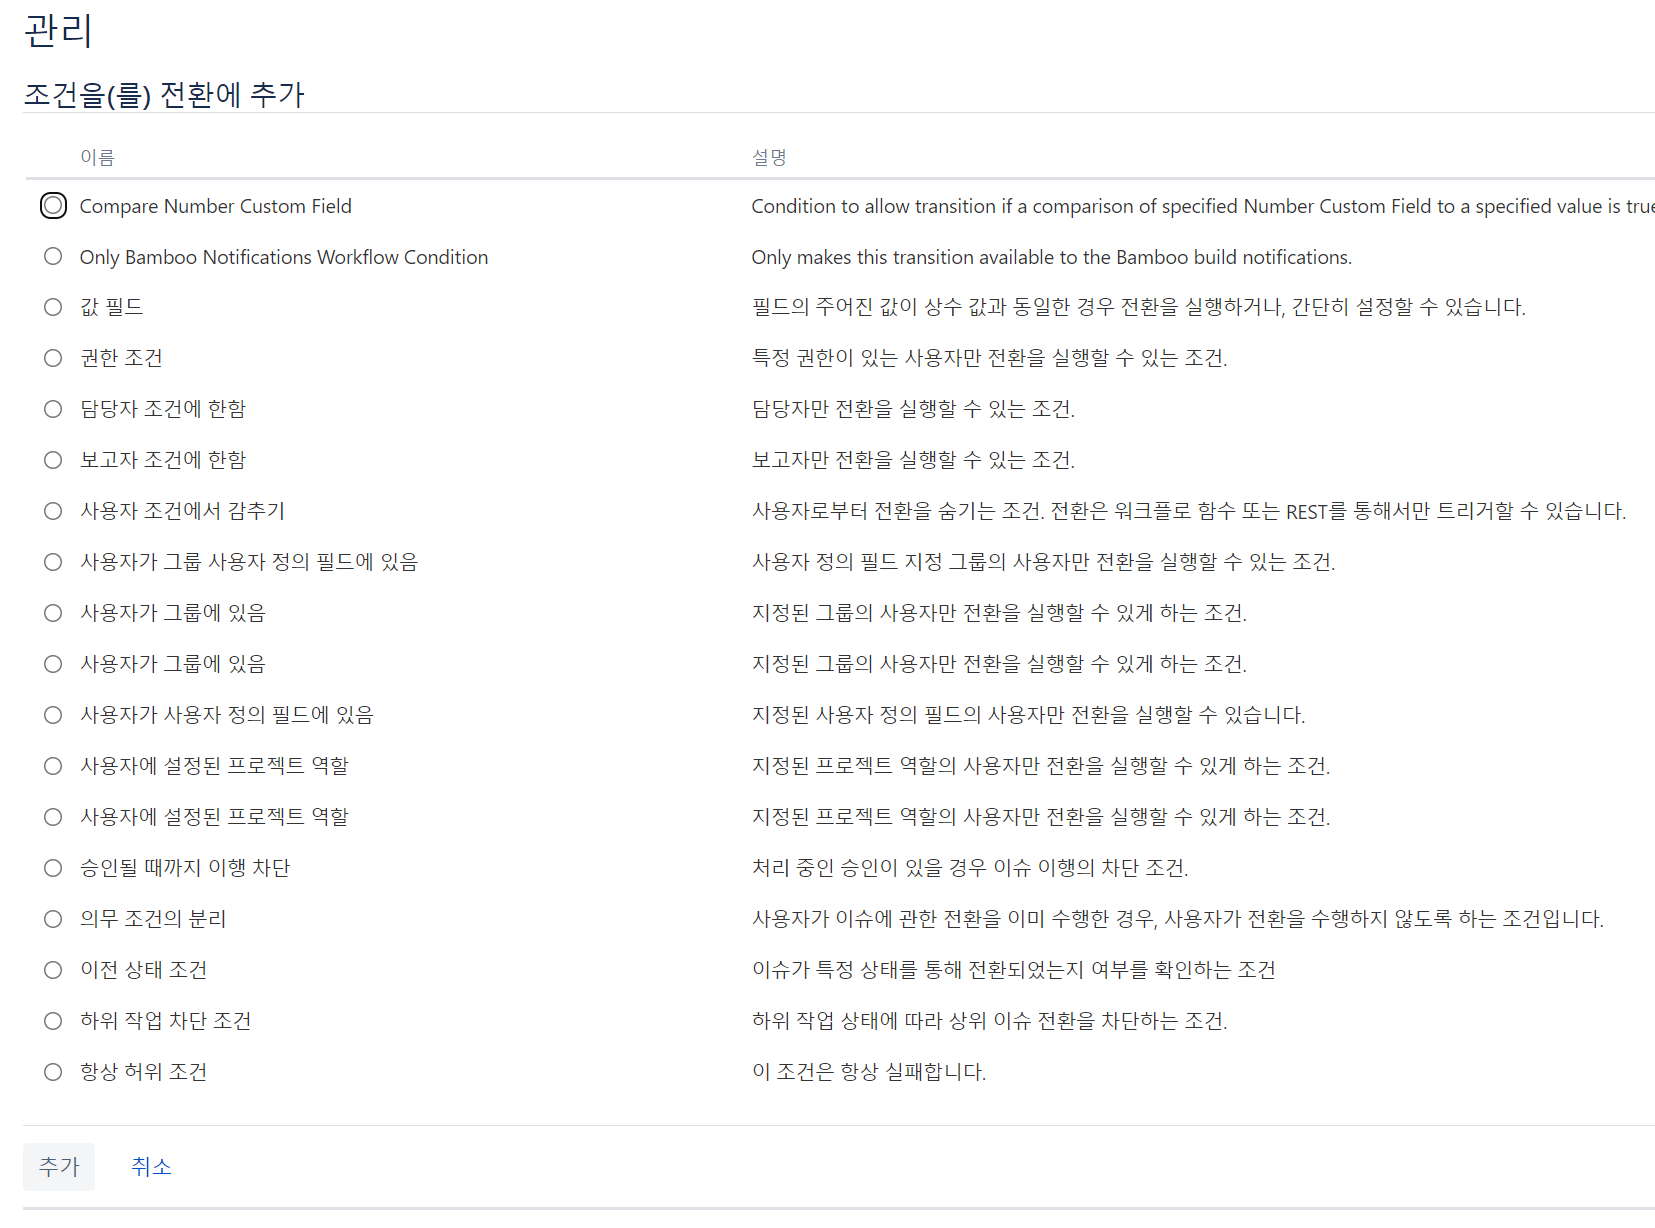 관리
조건을(를) 전환에 추가
이름 설명
Compare Number Custom Field Condition to allow transition if a comparison of specified Number Custom Field to a specified value is true
Only Bamboo Notifications Workflow Condition Only makes this transition available to the Bamboo build notifications.
값 필드 필드의 주어진 값이 상수 값과 동일한 경우 전환을 실행하거나, 간단히 설정할 수 있습니다.
권한 조건 특정 권한이 있는 사용자만 전환을 실행할 수 있는 조건.
담당자 조건에 한함 담당자만 전환을 실행할 수 있는 조건.
보고자 조건에 한함 보고자만 전환을 실행할 수 있는 조건.
사용자 조건에서 감추기 사용자로부터 전환을 숨기는 조건. 전환은 워크플로 함수 또는 REST를 통해서만 트리거할 수 있습니다.
사용자가 그룹 사용자 정의 필드에 있음 사용자 정의 필드 지정 그룹의 사용자만 전환을 실행할 수 있는 조건.
사용자가 그룹에 있음 지정된 그룹의 사용자만 전환을 실행할 수 있게 하는 조건.
사용자가 그룹에 있음 지정된 그룹의 사용자만 전환을 실행할 수 있게 하는 조건.
사용자가 사용자 정의 필드에 있음 지정된 사용자 정의 필드의 사용자만 전환을 실행할 수 있습니다.
사용자에 설정된 프로젝트 역할 지정된 프로젝트 역할의 사용자만 전환을 실행할 수 있게 하는 조건.
사용자에 설정된 프로젝트 역할 지정된 프로젝트 역할의 사용자만 전환을 실행할 수 있게 하는 조건.
승인될 때까지 이행 차단 처리 중인 승인이 있을 경우 이슈 이행의 차단 조건.
의무 조건의 분리 사용자가 이슈에 관한 전환을 이미 수행한 경우, 사용자가 전환을 수행하지 않도록 하는 조건입니다.
이전 상태 조건 이슈가 특정 상태를 통해 전환되었는지 여부를 확인하는 조건
하위 작업 차단 조건 하위 작업 상태에 따라 상위 이슈 전환을 차단하는 조건.
항상 허위 조건 이 조건은 항상 실패합니다.
추가 취소